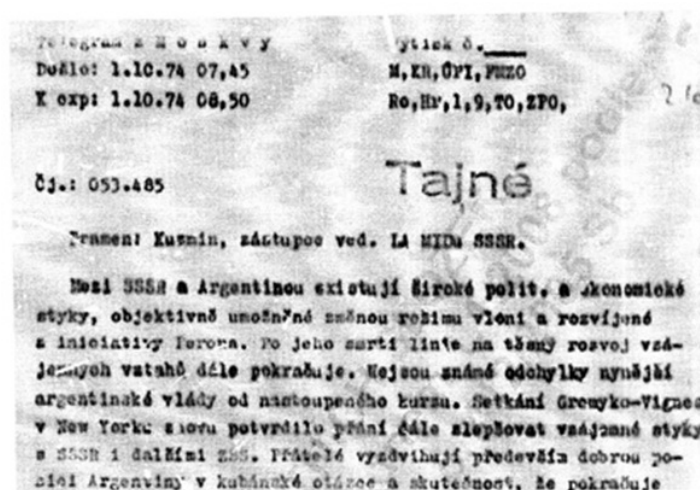 Telegram z Moskvy
Výtisk č.
Došlo: 1.10.74 07,45
M,KR,ÚPI,FMZO
K exp: 1.10.74 08,50
Ro,Hr,1,9,TO,ZPO,
Čj.: 053.485
Tajné
Pramen: Kuzmin, zástupce ved. LA MIDu SSSR.
Mezi SSSR a Argentinou existují široké polit. a ekonomické
styky, objektivně umožněné změnou režimu vloni a rozvíjené
z iniciativy Perona. Po jeho smrti linie na těsný rozvoj vzá-
jemných vztahů dále pokračuje. Nejsou známé odchylky nynější
argentinské vlády od nastoupeného kursu. Setkání Gromyko-Vignes
v New Yorku znovu potvrdilo přání dále zlepšovat vzájemné styky
s SSSR i dalšími ZSS. Přátelé vyzdvihují především dobrou po-
zici Argentiny v kubánské otázce a skutečnost, že pokračuje